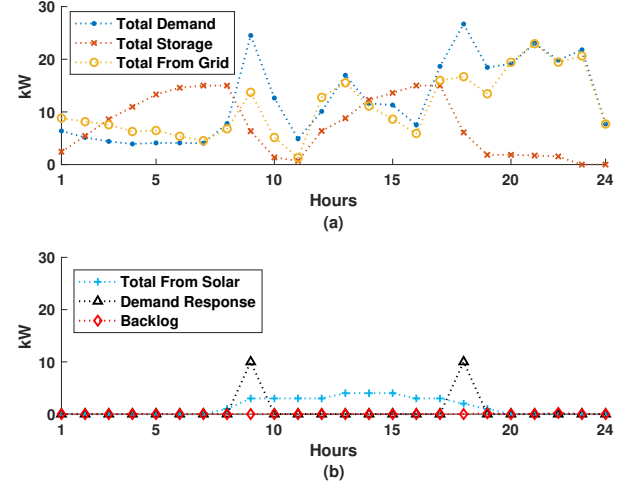 (a)
30
20
10
0
kW
Total Demand
Total Storage
Total From Grid
1 5 10 15 20 24
Hours
(a)
30
20
10
0
kW
Total From Solar
Demand Response
Backlog
1 5 10 15 20 24
Hours
(b)